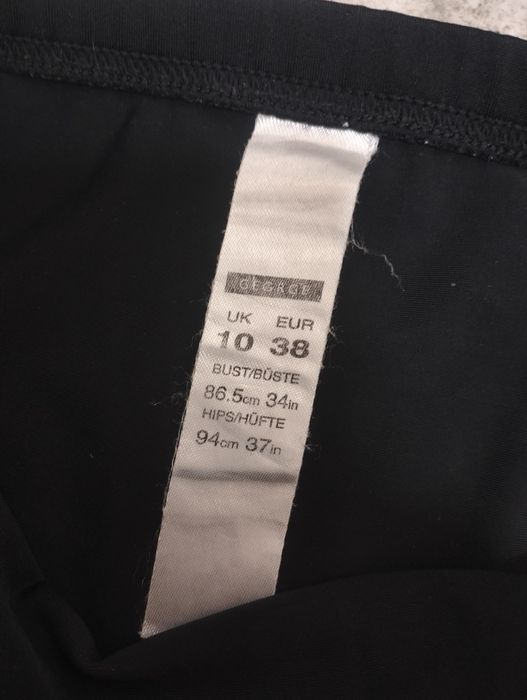 GEORGE
UK EUR
10 38
BUST/BÜSTE
86.5cm 34in
HIPS/HÜFTE
94cm 37in